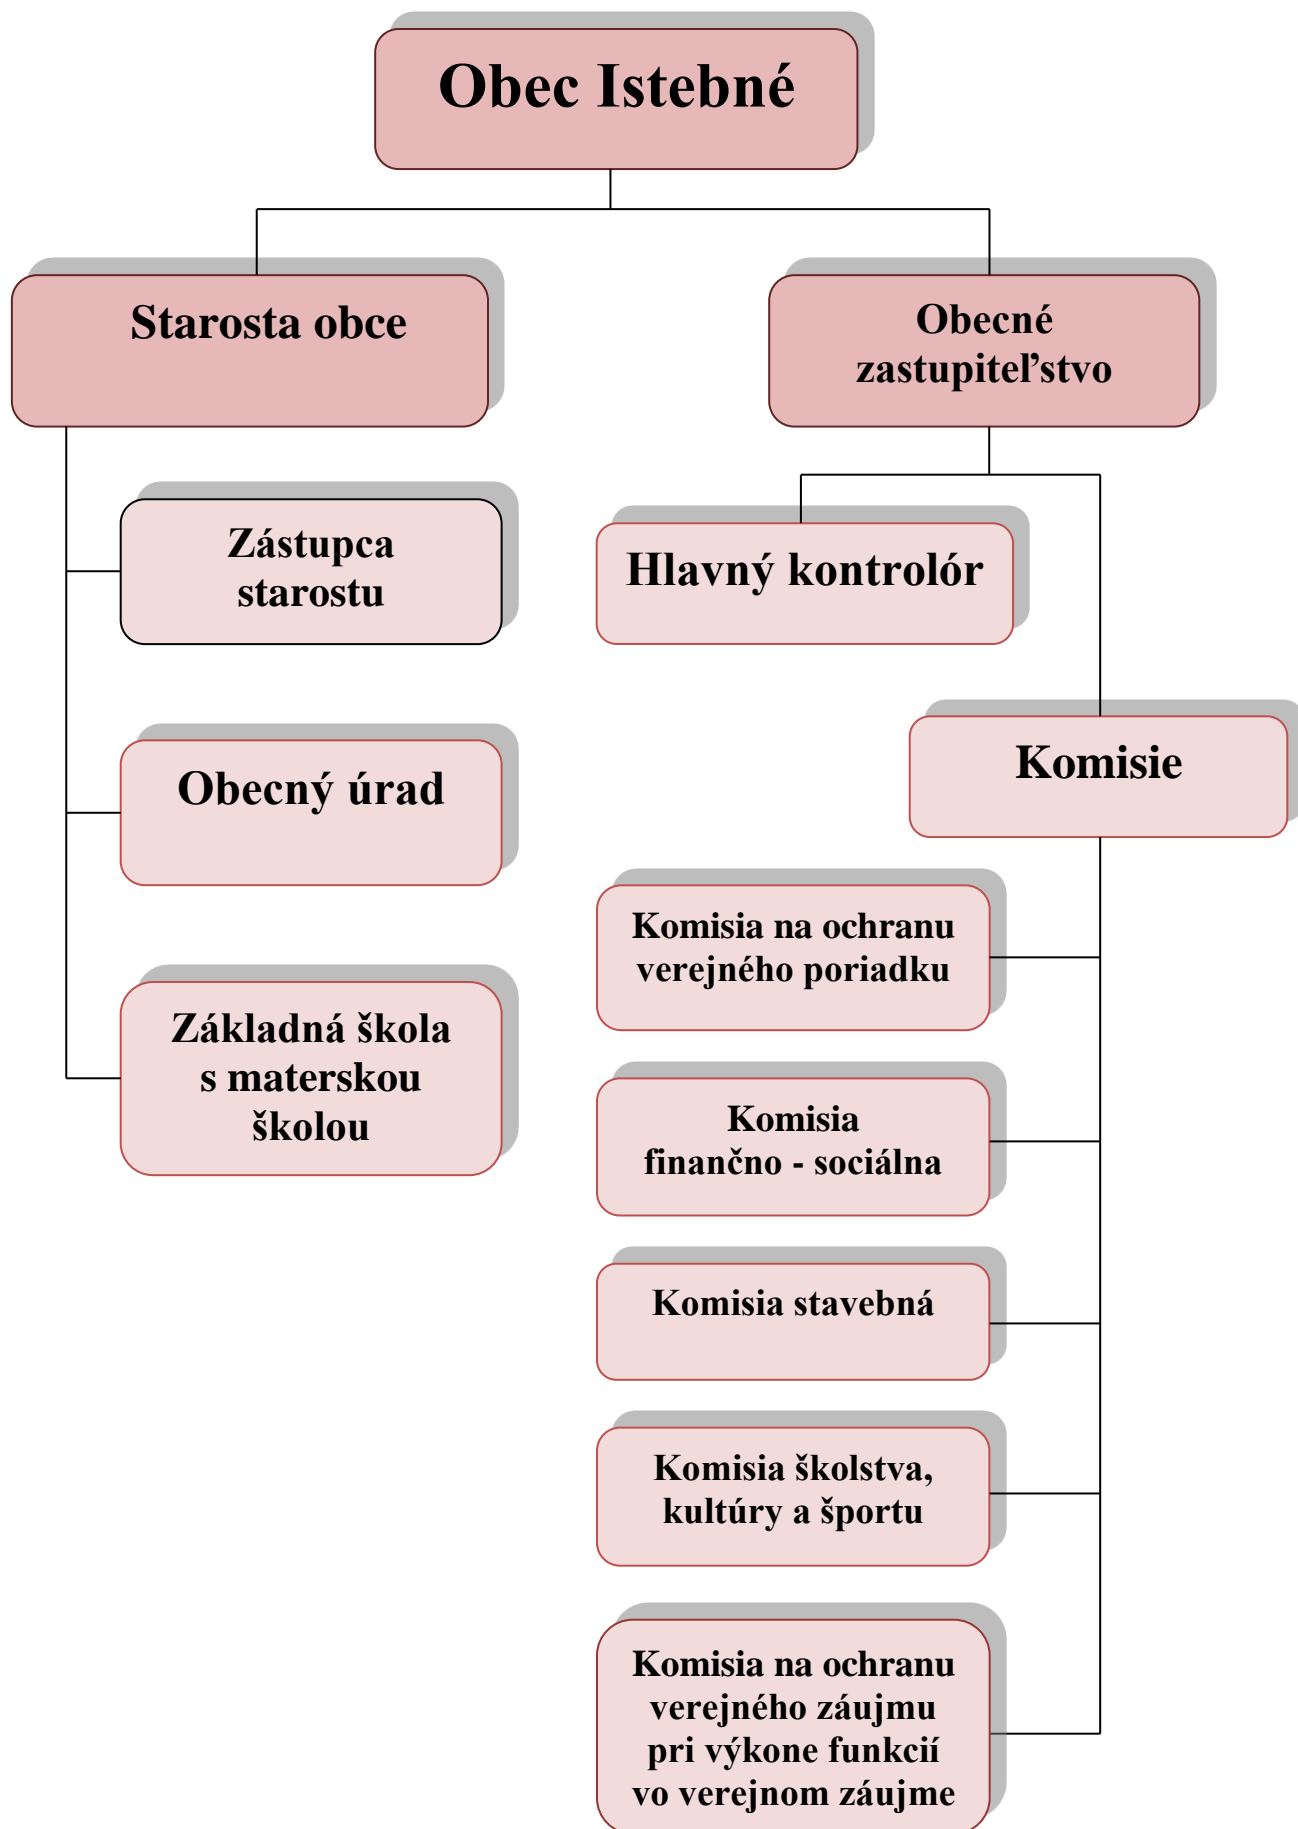 Obec Istebné
Starosta obce
Obecné
zastupiteľstvo
Zástupca
starostu
Hlavný kontrolór
Obecný úrad
Komisie
Základná škola
s materskou
školou
Komisia na ochranu
verejného poriadku
Komisia
finančno - sociálna
Komisia stavebná
Komisia školstva,
kultúry a športu
Komisia na ochranu
verejného záujmu
pri výkone funkcií
vo verejnom záujme